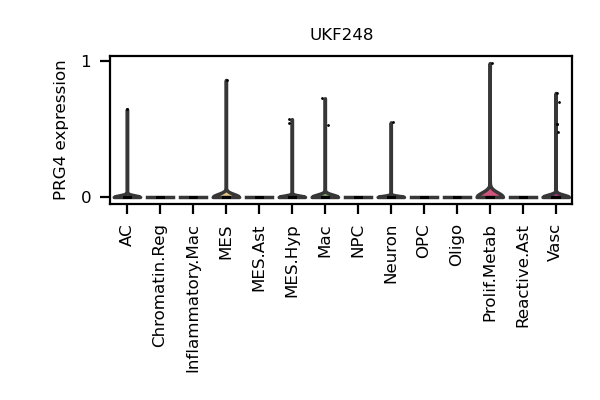 UKF248
PRG4 expression
1
0
AC
Chromatin.Reg
Inflammatory.Mac
MES
MES.Ast
MES.Hyp
Mac
NPC
Neuron
OPC
Oligo
Prolif.Metab
Reactive.Ast
Vasc